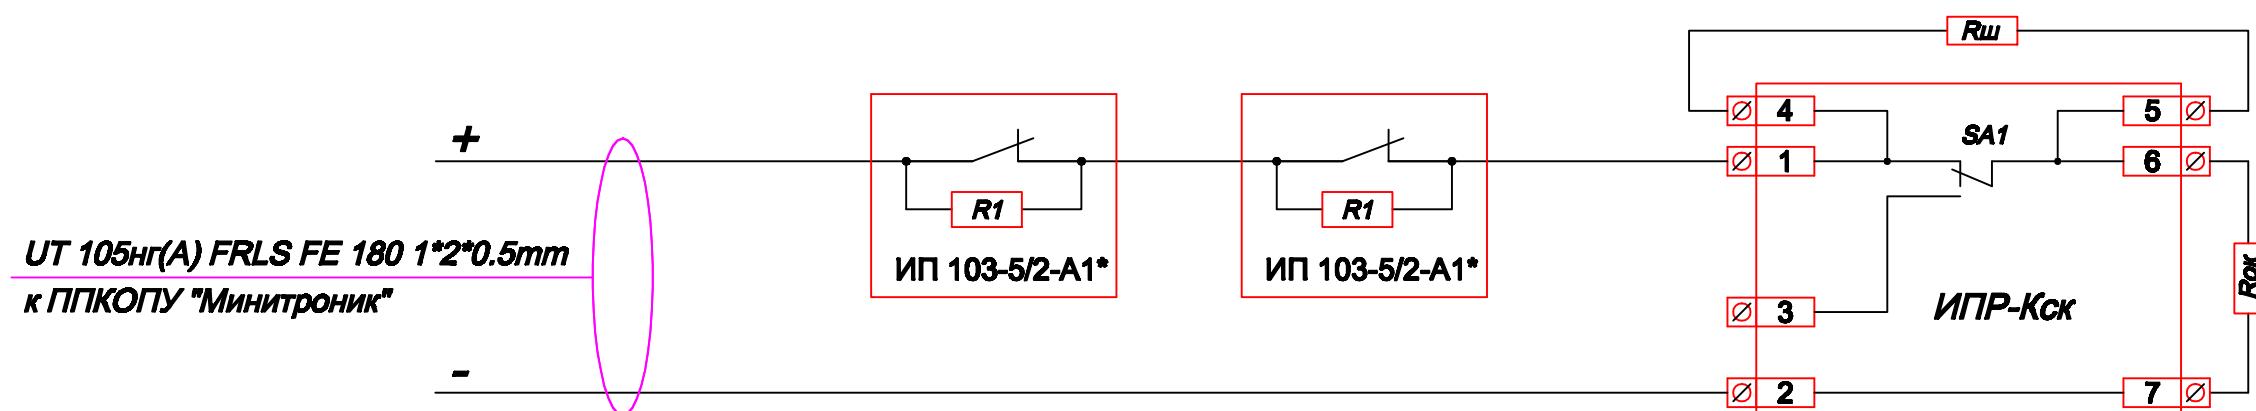 Rш
+
4
5
SA1
1
6
R1
R1
UT 105нг(А) FRLS FE 180 1*2*0.5mm
ИП 103-5/2-А1*
ИП 103-5/2-А1*
Rок
к ППКОПУ "Минитроник"
3
ИПР-Кск
-
2
7